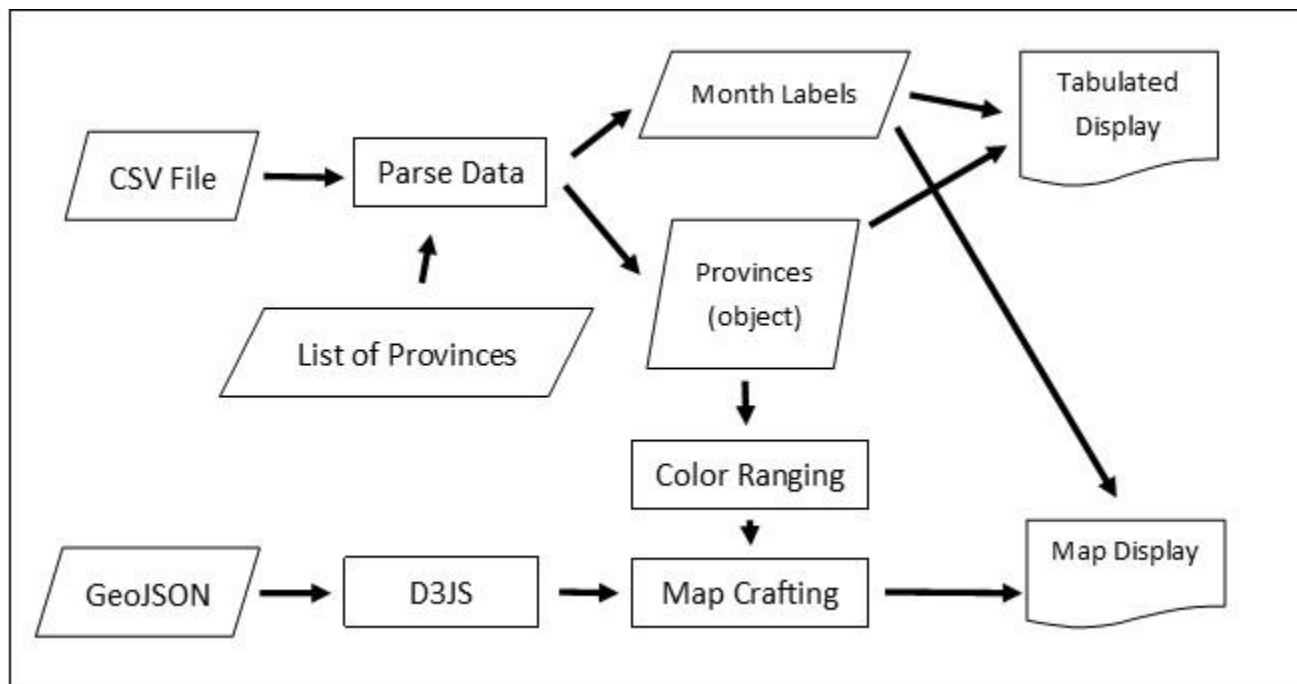 Month Labels
Tabulated
Display
CSV File
Parse Data
Provinces
(object)
List of Provinces
Color Ranging
Map Display
GeoJSON
D3JS
Map Crafting